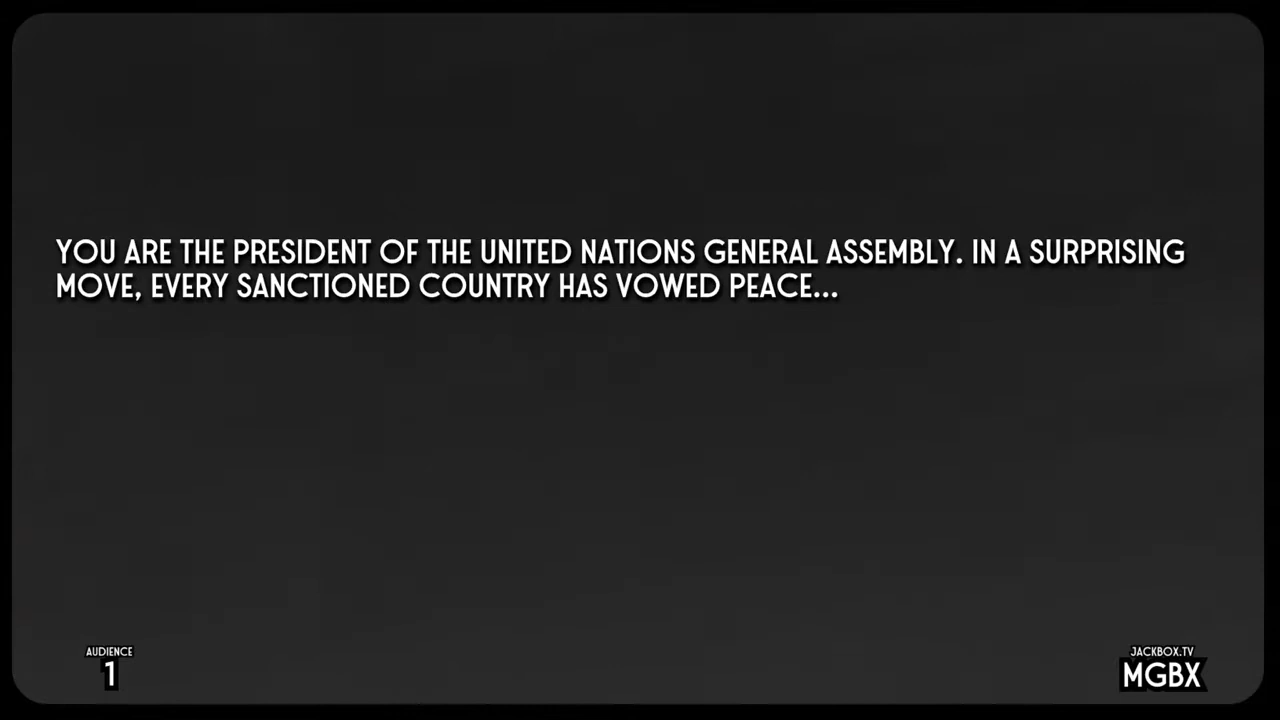 YOU ARE THE PRESIDENT OF THE UNITED NATIONS GENERAL ASSEMBLY. IN A SURPRISING
MOVE, EVERY SANCTIONED COUNTRY HAS VOWED PEACE...
AUDIENCE
1
JACKBOX.TV
MGBX